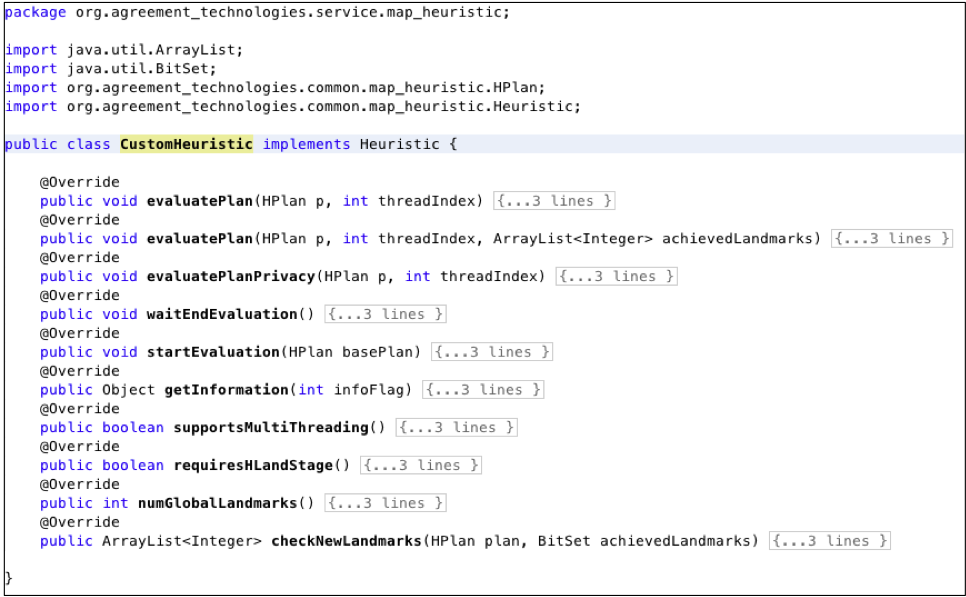 package org.agreement_technologies.service.map_heuristic;
import java.util.ArrayList;
import java.util.BitSet;
import org.agreement_technologies.common.map_heuristic.HPlan;
import org.agreement_technologies.common.map_heuristic.Heuristic;
public class CustomHeuristic implements Heuristic {
@Override
public void evaluatePlan(HPlan p, int threadIndex) {...3 lines }
@Override
public void evaluatePlan(HPlan p, int threadIndex, ArrayList<Integer> achievedLandmarks) {...3 lines }
@Override
public void evaluatePlanPrivacy(HPlan p, int threadIndex) {...3 lines }
@Override
public void waitEndEvaluation() {...3 lines }
@Override
public void startEvaluation(HPlan basePlan) {...3 lines }
@Override
public Object getInformation(int infoFlag) {...3 lines }
@Override
public boolean supportsMultiThreading() {...3 lines }
@Override
public boolean requiresHLandStage() {...3 lines }
@Override
public int numGlobalLandmarks() {...3 lines }
@Override
public ArrayList<Integer> checkNewLandmarks(HPlan plan, BitSet achievedLandmarks) {...3 lines }
}